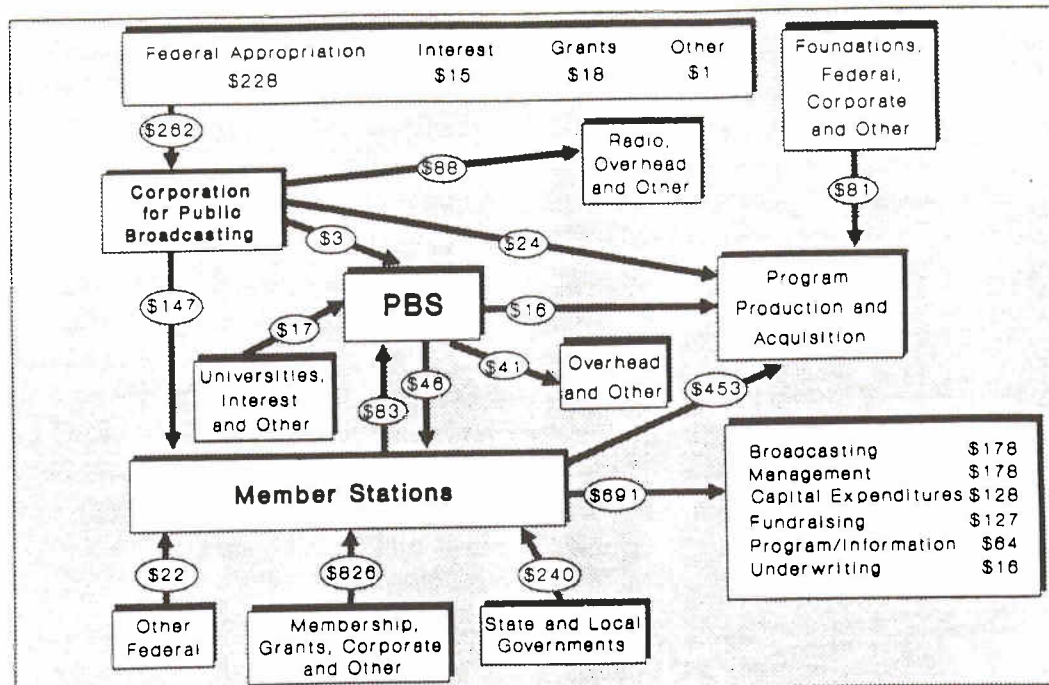 Federal Appropriation Interest Grants Other
$228 $15 $18 $1
Foundations,
Federal,
Corporate
and Other
$262
$88
Radio,
Overhead
and Other
$81
Corporation
for Public
Broadcasting
$3
$24
$147
PBS
$16
Program
Production and
Acquisition
$17
$41
$46
$83
Universities,
Interest
and Other
Overhead
and Other
$453
Member Stations
$691
Broadcasting $178
Management $178
Capital Expenditures $128
Fundraising $127
Program/Information $64
Underwriting $16
$22
$826
$240
Other
Federal
Membership,
Grants, Corporate
and Other
State and Local
Governments